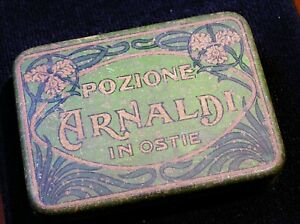 POZIONE
ARNALDI
IN OSTIE